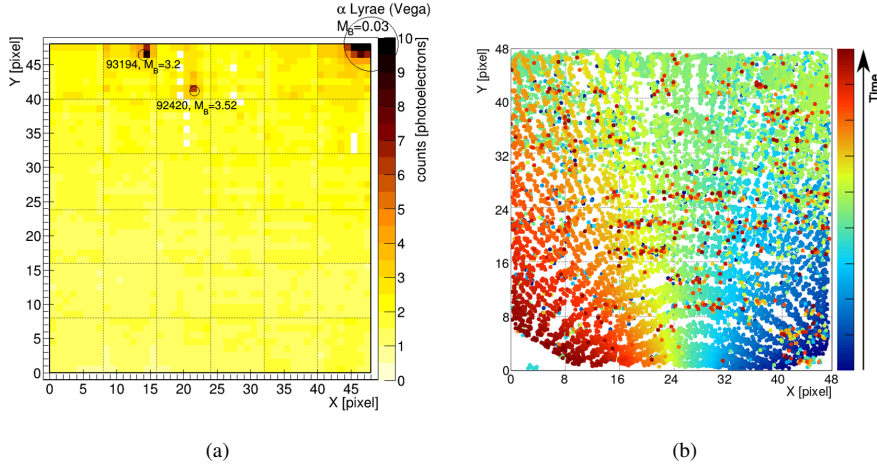 α Lyrae (Vega)
M_B=0.03
93194, M_B=3.2
92420, M_B=3.52
Y [pixel]
45
40
35
30
25
20
15
10
5
0
0 5 10 15 20 25 30 35 40 45
X [pixel]
10
9
8
7
6
5
4
3
2
1
0
counts [photoelectrons]
(a)
Y [pixel]
48
40
32
24
16
8
0
0 8 16 24 32 40 48
X [pixel]
Time
(b)